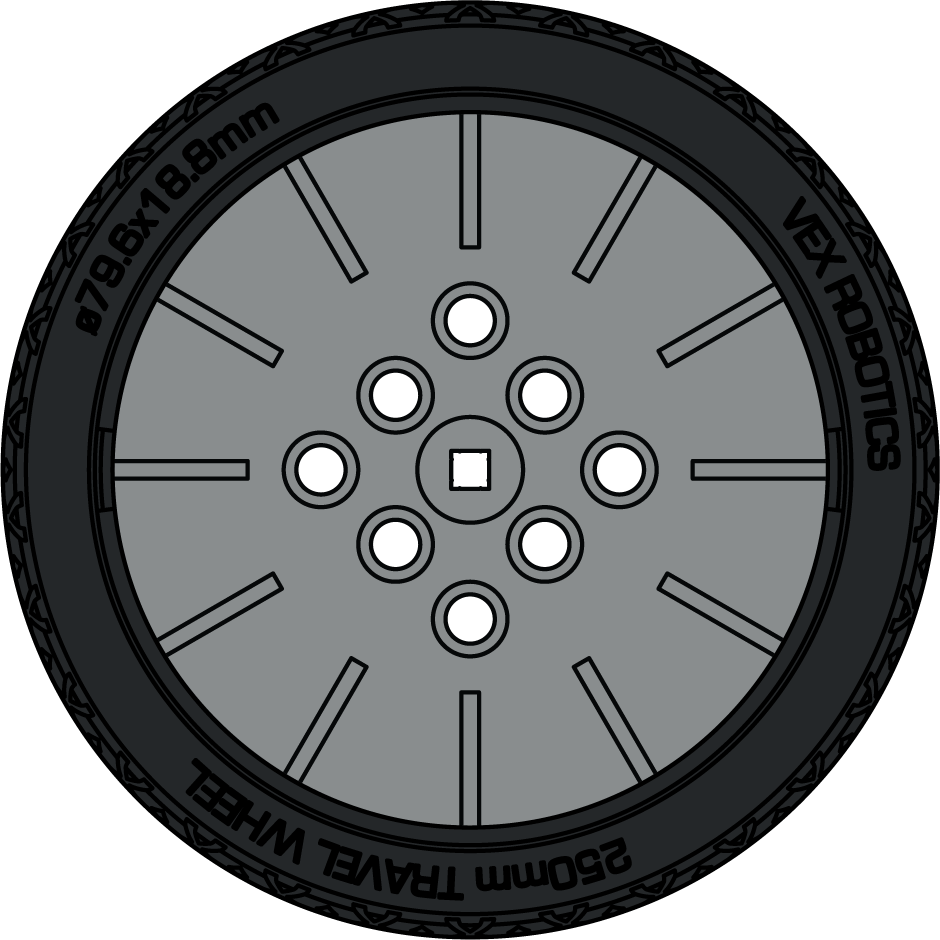 ø79.6x18.8mm
VEX ROBOTICS
250mm TRAVEL WHEEL